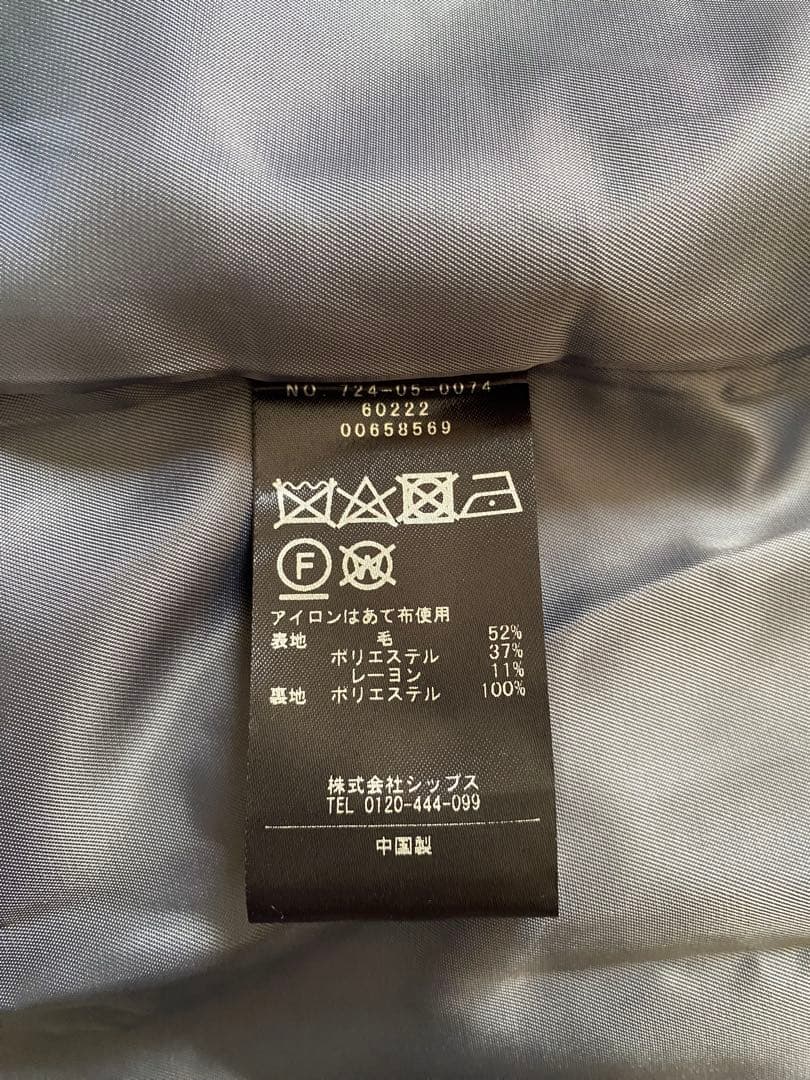 NO. 724-05-0074
60222
00658569
F W
アイロンはあて布使用
表地 毛 52%
ポリエステル 37%
レーヨン 11%
裏地 ポリエステル 100%
株式会社シップス
TEL 0120-444-099
中国製